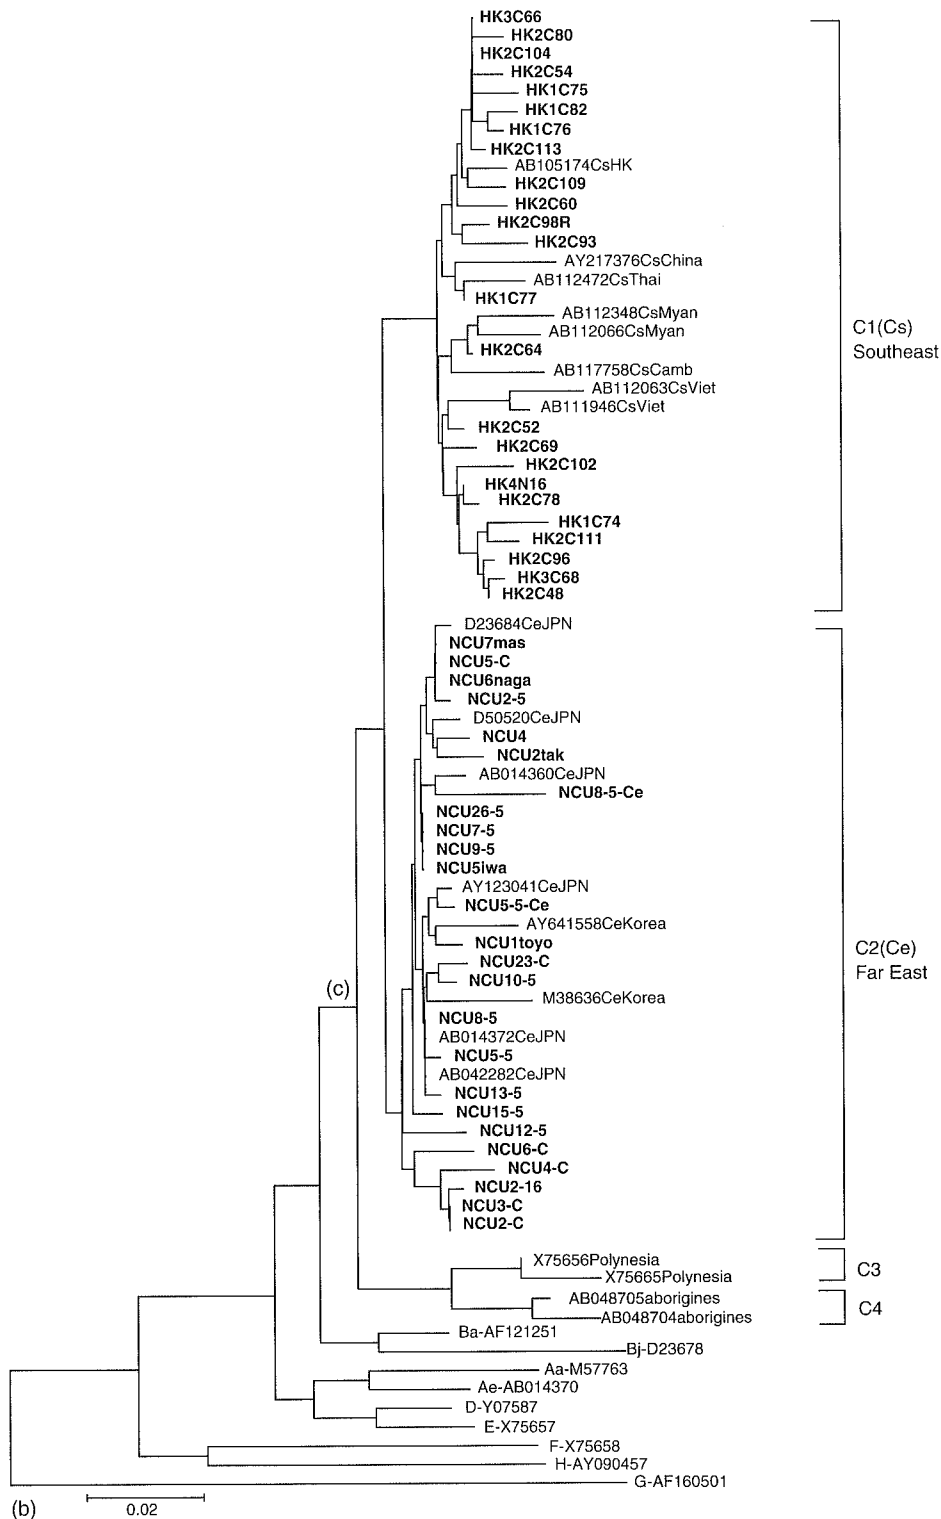 HK3C66
HK2C80
HK2C104
HK2C54
HK1C75
HK1C82
HK1C76
HK2C113
AB105174CsHK
HK2C109
HK2C60
HK2C98R
HK2C93
AY217376CsChina
AB112472CsThai
HK1C77
AB112348CsMyan
AB112066CsMyan
HK2C64
AB117758CsCamb
AB112063CsViet
AB111946CsViet
HK2C52
HK2C69
HK2C102
HK4N16
HK2C78
HK1C74
HK2C111
HK2C96
HK3C68
HK2C48
C1(Cs)
Southeast
D23684CeJPN
NCU7mas
NCU5-C
NCU6naga
NCU2-5
D50520CeJPN
NCU4
NCU2tak
AB014360CeJPN
NCU8-5-Ce
NCU26-5
NCU7-5
NCU9-5
NCU5iwa
AY123041CeJPN
NCU5-5-Ce
AY641558CeKorea
NCU1toyo
NCU23-C
NCU10-5
M38636CeKorea
NCU8-5
AB014372CeJPN
NCU5-5
AB042282CeJPN
NCU13-5
NCU15-5
NCU12-5
NCU6-C
NCU4-C
NCU2-16
NCU3-C
NCU2-C
C2(Ce)
Far East
(c)
X75656Polynesia
X75665Polynesia
C3
AB048705aborigines
AB048704aborigines
C4
Ba-AF121251
Bj-D23678
Aa-M57763
Ae-AB014370
D-Y07587
E-X75657
F-X75658
H-AY090457
G-AF160501
(b)
0.02